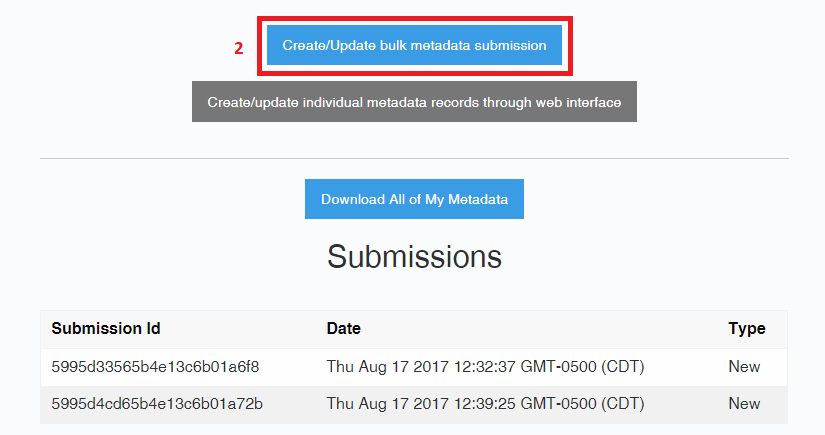 2
Create/Update bulk metadata submission
Create/update individual metadata records through web interface
Download All of My Metadata
Submissions
Submission Id Date Type
5995d33565b4e13c6b01a6f8 Thu Aug 17 2017 12:32:37 GMT-0500 (CDT) New
5995d4cd65b4e13c6b01a72b Thu Aug 17 2017 12:39:25 GMT-0500 (CDT) New